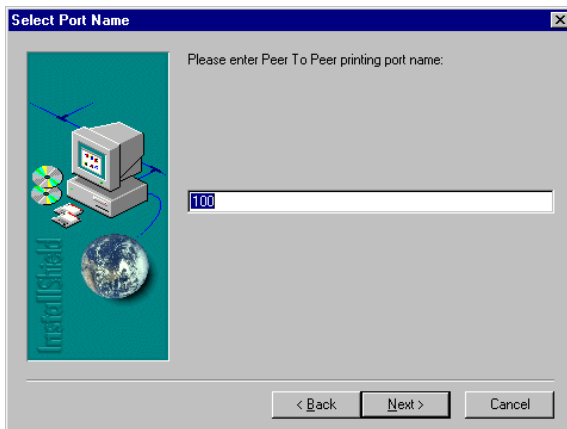 Select Port Name
Please enter Peer To Peer printing port name:
100
InstallShield
< Back
Next >
Cancel